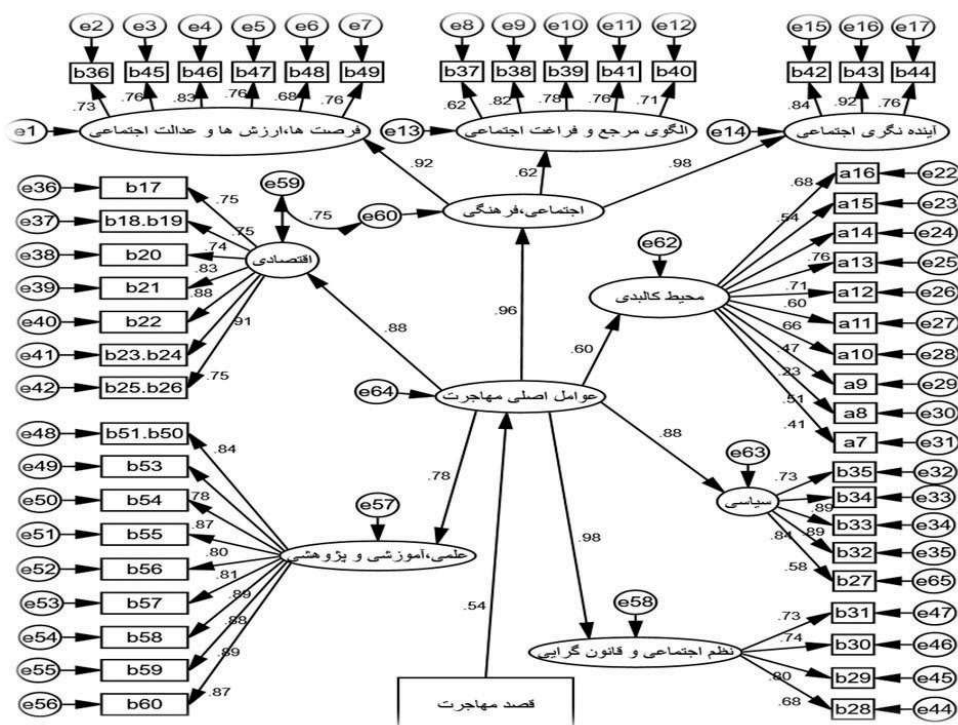 e2 e3 e4 e5 e6 e7 e8 e9 e10 e11 e12 e15 e16 e17
b36 b45 b46 b47 b48 b49 b37 b38 b39 b41 b40 b42 b43 b44
.73 .76 .83 .76 .68 .76 .62 .82 .78 .76 .71 .84 .92 .76
e1 فرصت ها،ارزش ها و عدالت اجتماعی e13 الگوی مرجع و فراغت اجتماعی e14 آینده نگری اجتماعی
.92 .62 .98
e59 .75 e60 اجتماعی،فرهنگی
e36 b17 .75
e37 b18.b19 .75
e38 b20 .74
e39 b21 .83
e40 b22 .88
e41 b23.b24 .91
e42 b25.b26 .75
اقتصادی
.88 .96 .60
e62
محیط کالبدی
.68 a16 e22
.54 a15 e23
a14 e24
.76 a13 e25
.71 a12 e26
.60 a11 e27
.66 a10 e28
.47 a9 e29
.23 a8 e30
.51
.41 a7 e31
e64 عوامل اصلی مهاجرت
.78 .98 .88
e63
سیاسی
.73 b35 e32
b34 e33
.89 b33 e34
.89 b32 e35
.84
.58 b27 e65
e48 b51.b50 .84
e49 b53
e50 b54 .78
e51 b55 .87
e52 b56 .80
e53 b57 .81
e54 b58 .89
e55 b59 .88
.89
e56 b60 .87
e57
علمی،آموزشی و پژوهشی
.54
e58
نظم اجتماعی و قانون گرایی
.73 b31 e47
.74 b30 e46
.80 b29 e45
.68 b28 e44
قصد مهاجرت